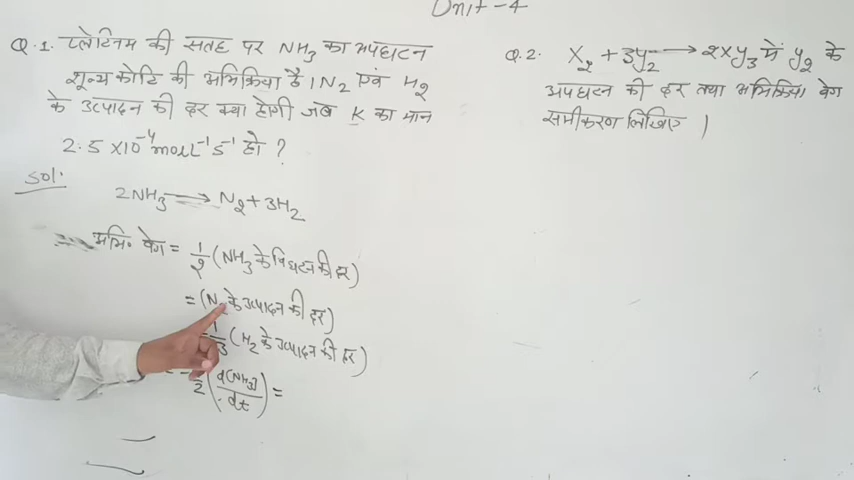 Unit-4
Q.1. प्लेटिनम की सतह पर NH3 का अपघटन
शून्य कोटि की अभिक्रिया है। N2 एवं H2
के उत्पादन की दर क्या होगी जब K का मान
2.5 X10⁻⁴ mol L⁻¹ s⁻¹ हो ?
Sol.
2NH3 → N2 + 3H2
अभि० वेग = 1/2 (NH3 के विघटन की दर)
= (N2 के उत्पादन की दर)
1/3 (H2 के उत्पादन की दर)
= - 1/2 (d[NH3]/dt) =
Q.2. X2 + 3Y2 → 2XY3 में Y2 के
अपघटन की दर तथा अभिक्रिया वेग
समीकरण लिखिए।